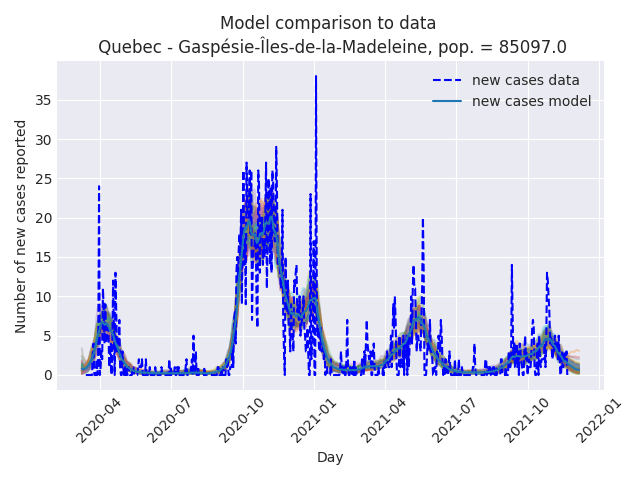 Model comparison to data
Quebec - Gaspésie-Îles-de-la-Madeleine, pop. = 85097.0
new cases data
new cases model
Number of new cases reported
35
30
25
20
15
10
5
0
2020-04
2020-07
2020-10
2021-01
2021-04
2021-07
2021-10
2022-01
Day